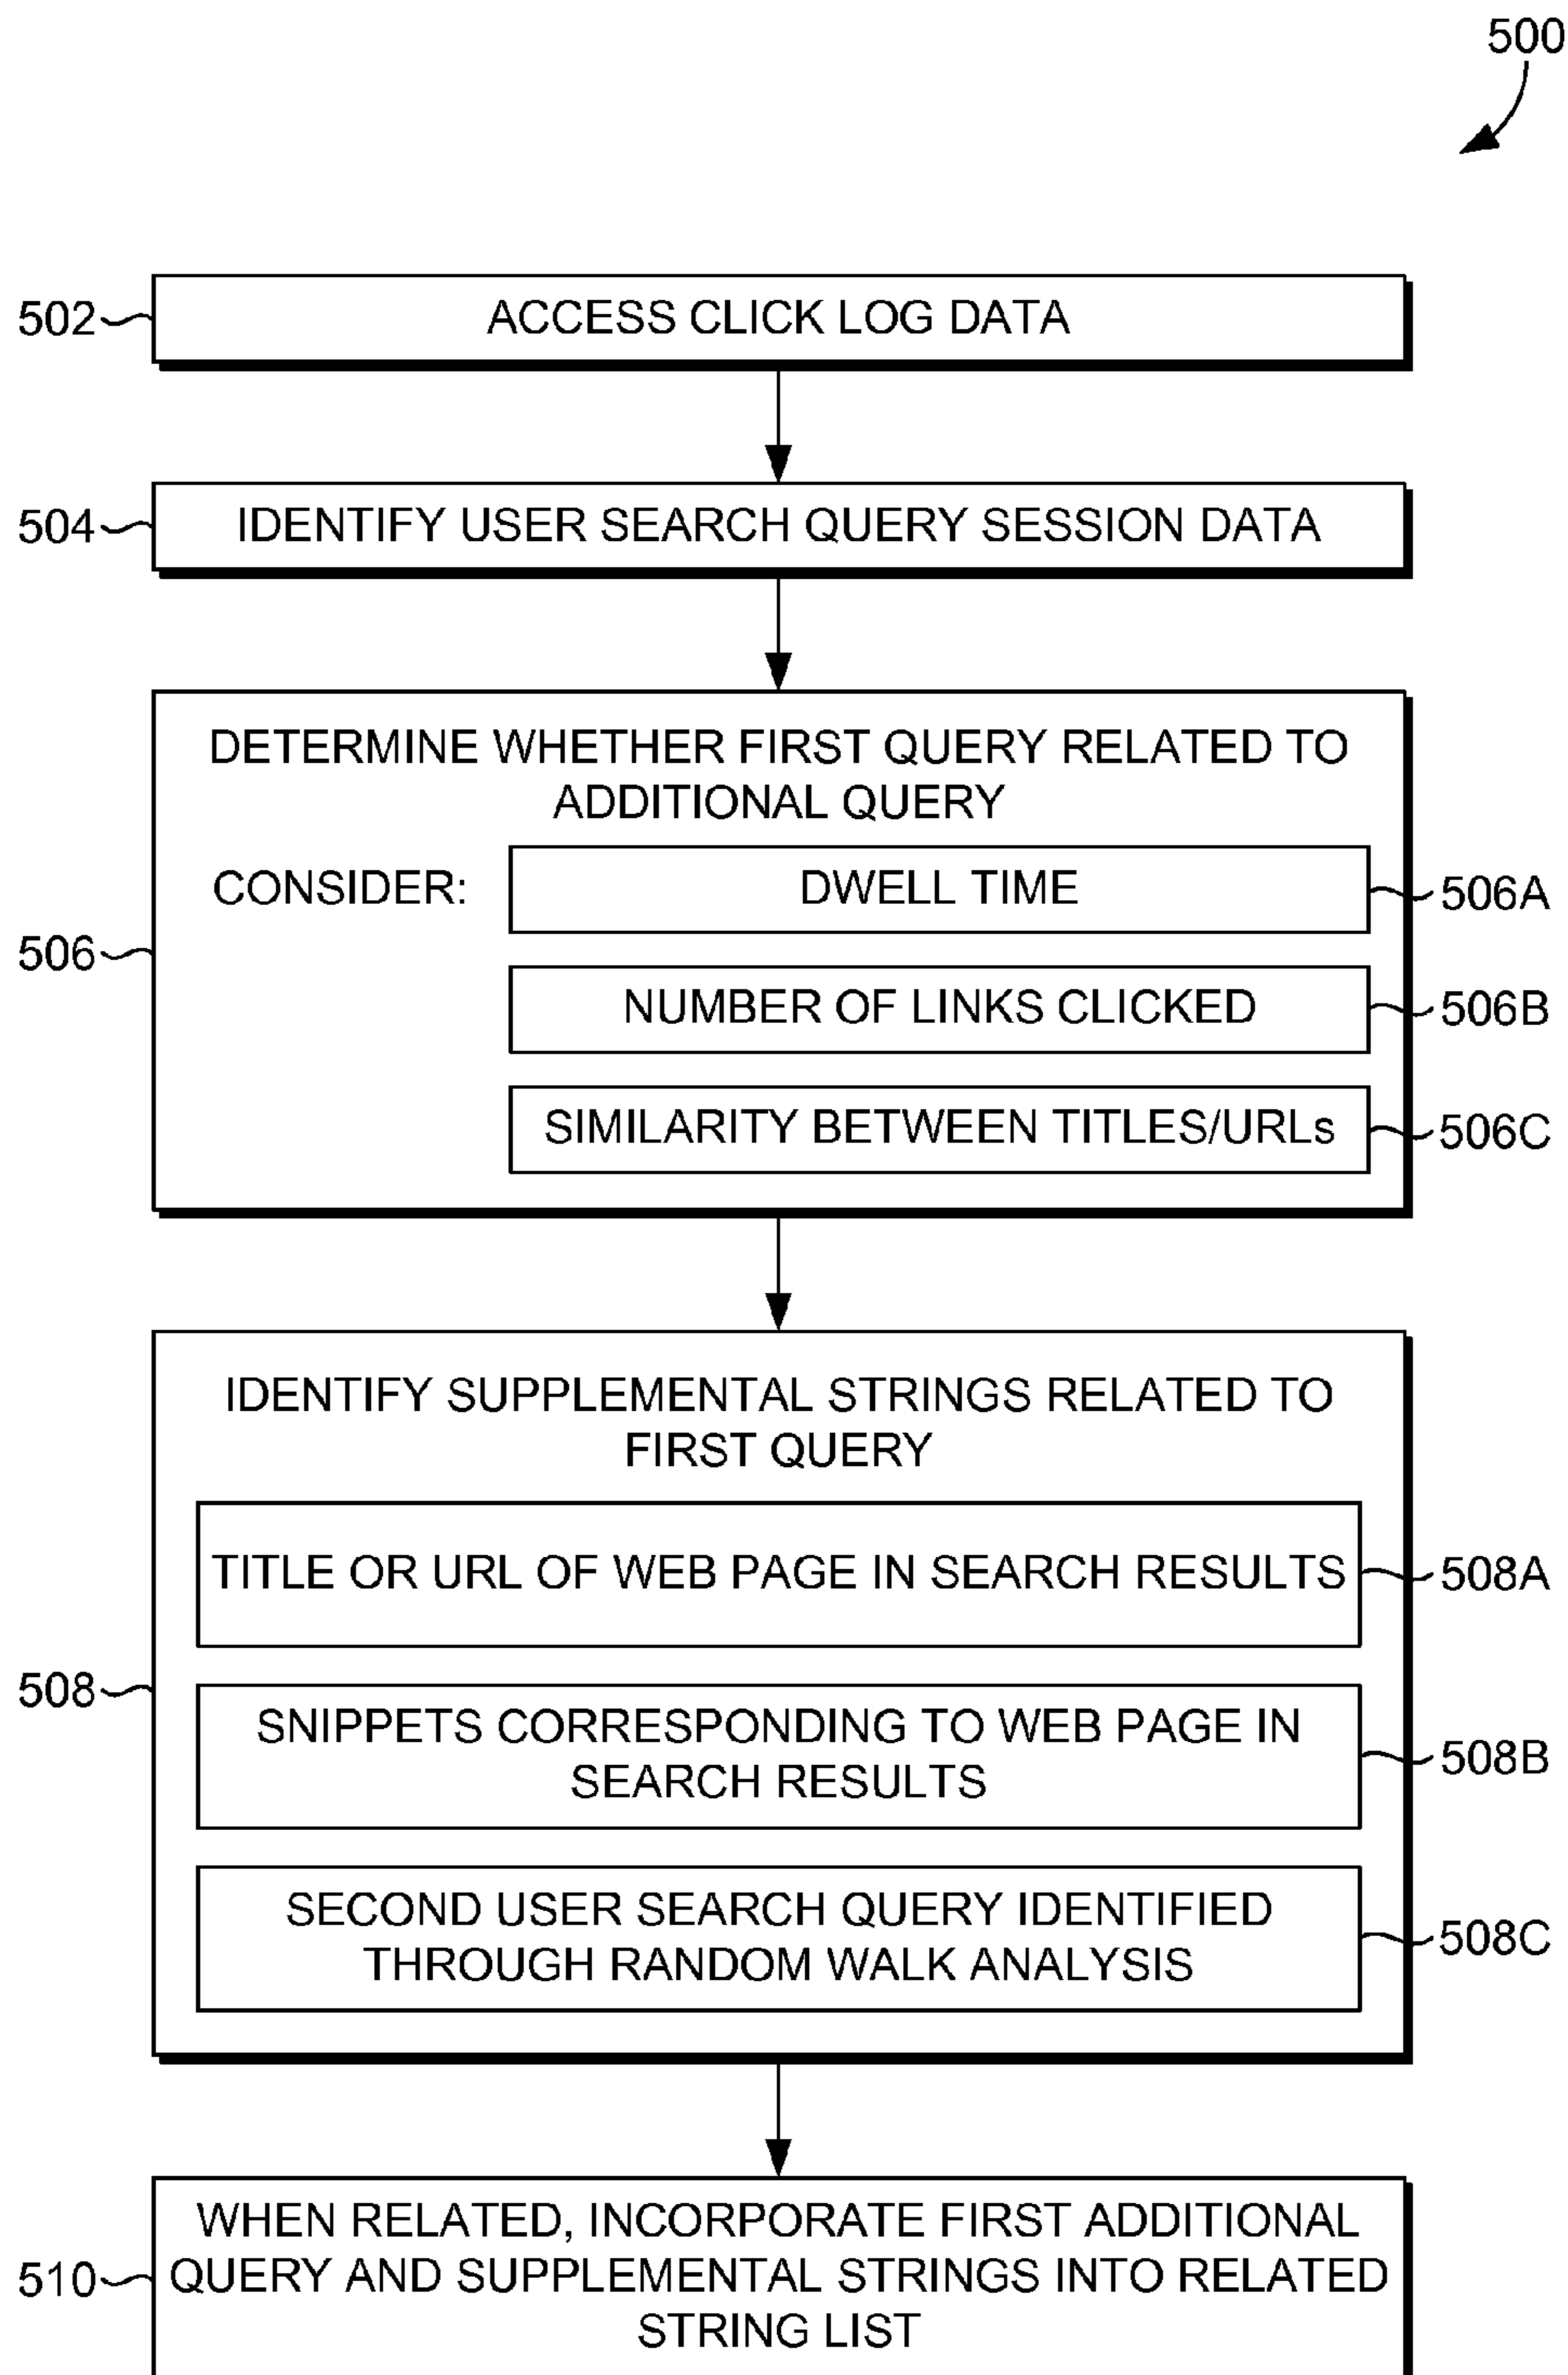 500
502
ACCESS CLICK LOG DATA
504
IDENTIFY USER SEARCH QUERY SESSION DATA
506
DETERMINE WHETHER FIRST QUERY RELATED TO
ADDITIONAL QUERY
CONSIDER:
DWELL TIME
506A
NUMBER OF LINKS CLICKED
506B
SIMILARITY BETWEEN TITLES/URLs
506C
508
IDENTIFY SUPPLEMENTAL STRINGS RELATED TO
FIRST QUERY
TITLE OR URL OF WEB PAGE IN SEARCH RESULTS
508A
SNIPPETS CORRESPONDING TO WEB PAGE IN
SEARCH RESULTS
508B
SECOND USER SEARCH QUERY IDENTIFIED
THROUGH RANDOM WALK ANALYSIS
508C
510
WHEN RELATED, INCORPORATE FIRST ADDITIONAL
QUERY AND SUPPLEMENTAL STRINGS INTO RELATED
STRING LIST